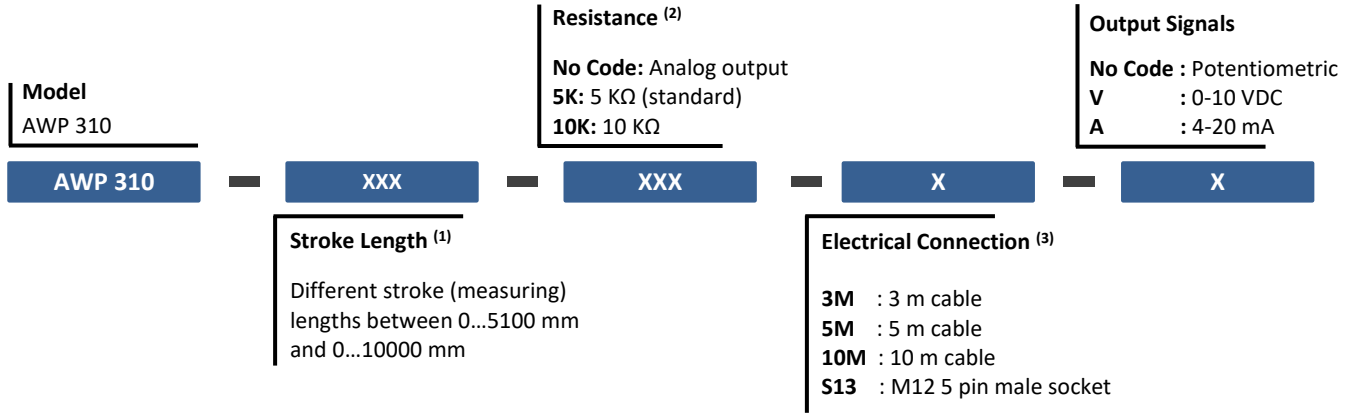 Model
AWP 310
Resistance (2)
No Code: Analog output
5K: 5 KΩ (standard)
10K: 10 KΩ
Output Signals
No Code : Potentiometric
V : 0-10 VDC
A : 4-20 mA
AWP 310 - XXX - XXX - X - X
Stroke Length (1)
Different stroke (measuring)
lengths between 0...5100 mm
and 0...10000 mm
Electrical Connection (3)
3M : 3 m cable
5M : 5 m cable
10M : 10 m cable
S13 : M12 5 pin male socket